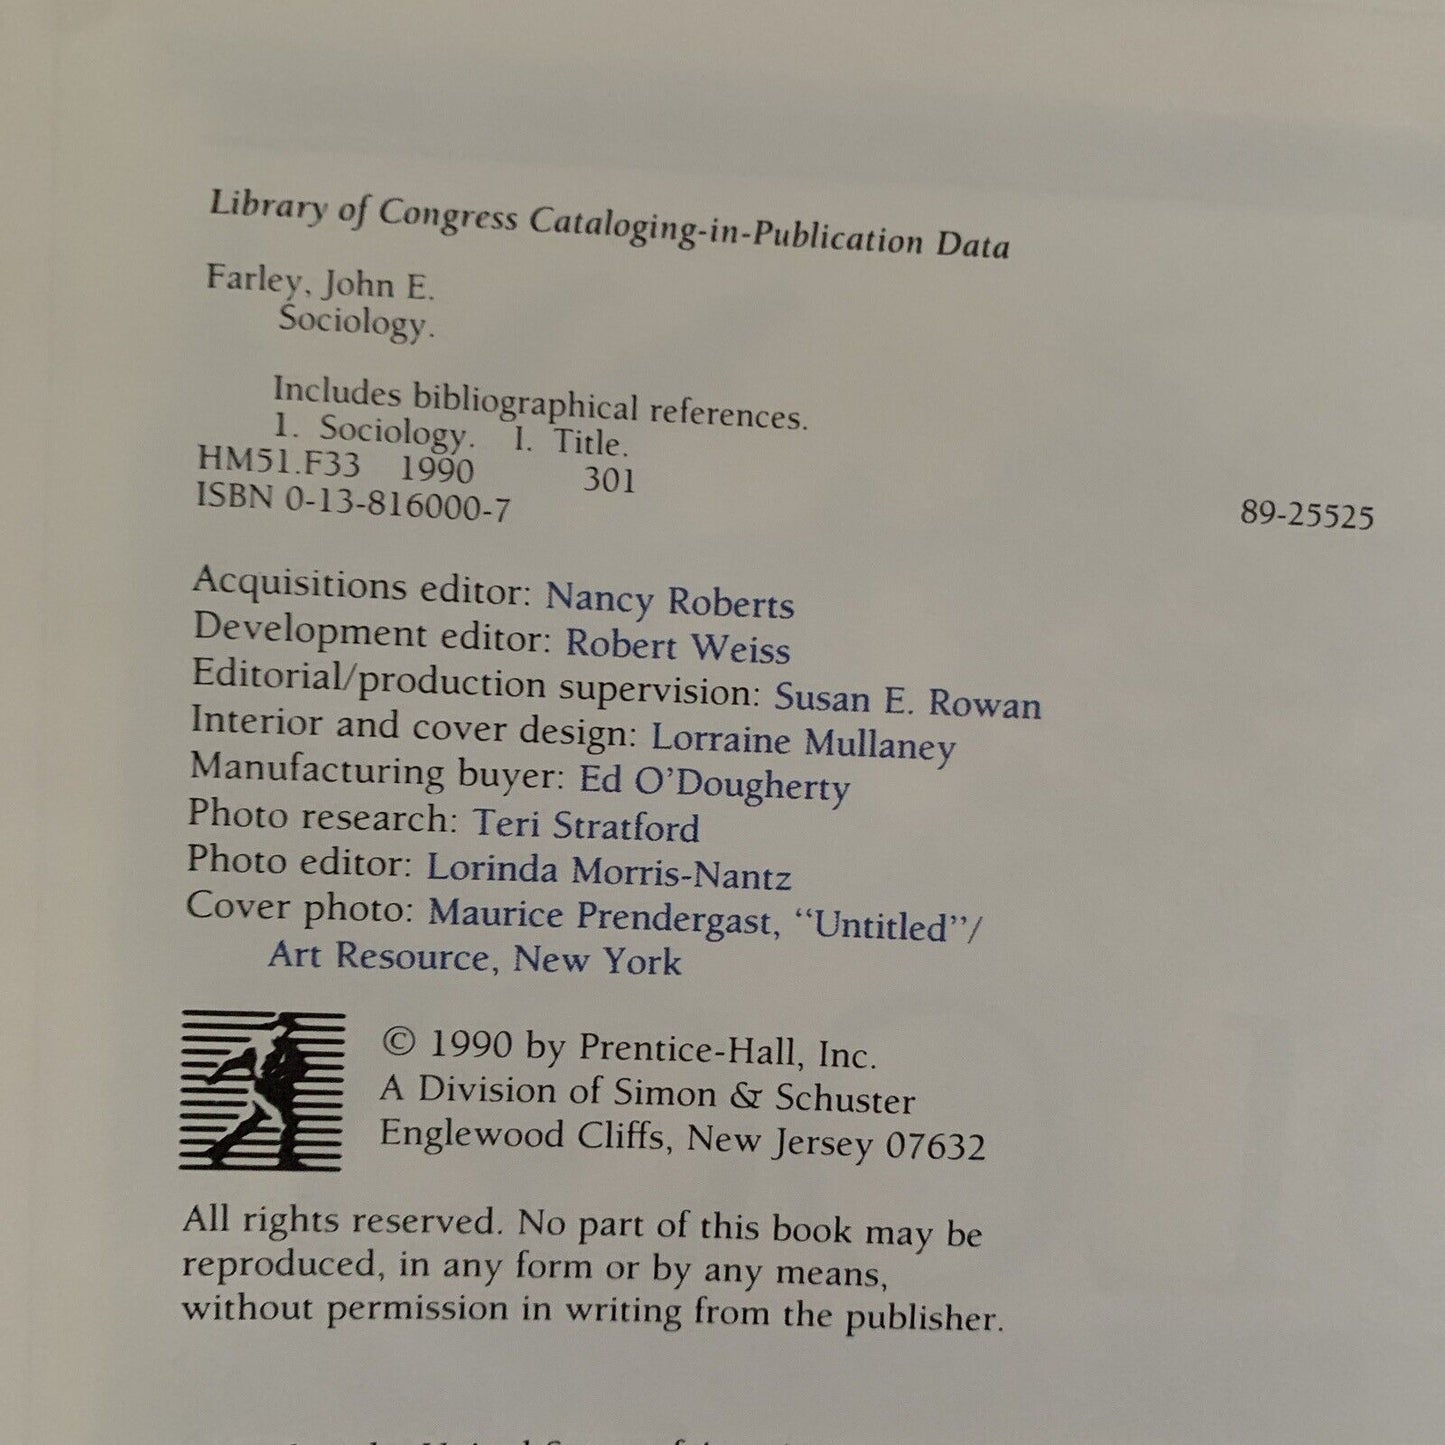 Library of Congress Cataloging-in-Publication Data
Farley, John E.
Sociology.
Includes bibliographical references.
1. Sociology. I. Title.
HM51.F33 1990 301
ISBN 0-13-816000-7
89-25525
Acquisitions editor: Nancy Roberts
Development editor: Robert Weiss
Editorial/production supervision: Susan E. Rowan
Interior and cover design: Lorraine Mullaney
Manufacturing buyer: Ed O'Dougherty
Photo research: Teri Stratford
Photo editor: Lorinda Morris-Nantz
Cover photo: Maurice Prendergast, "Untitled"/
Art Resource, New York
© 1990 by Prentice-Hall, Inc.
A Division of Simon & Schuster
Englewood Cliffs, New Jersey 07632
All rights reserved. No part of this book may be
reproduced, in any form or by any means,
without permission in writing from the publisher.